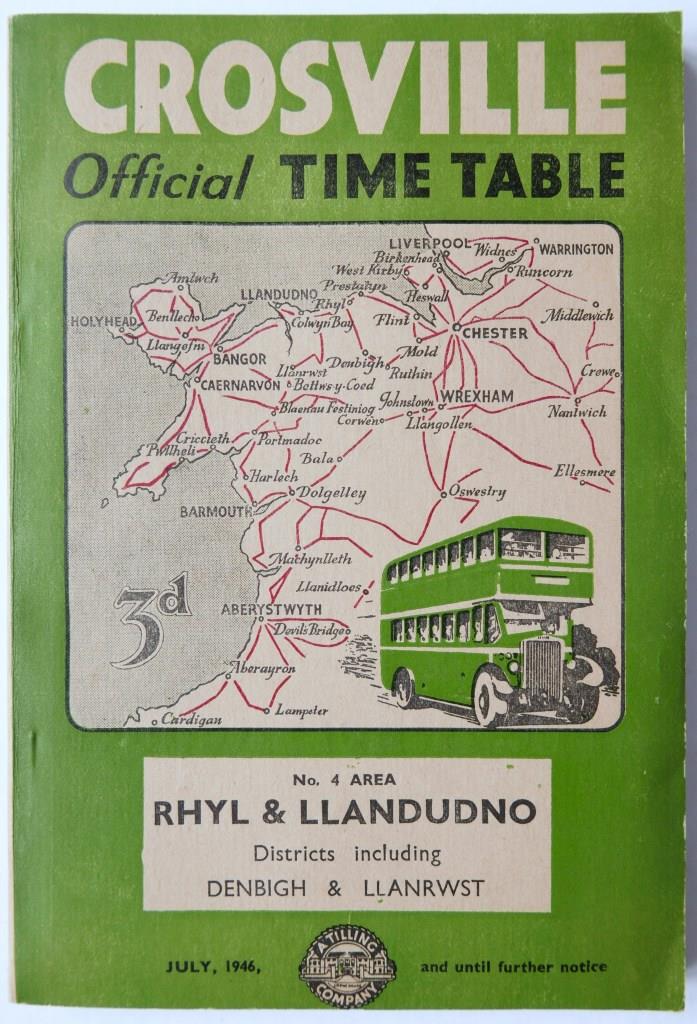 CROSVILLE
Official TIME TABLE
LIVERPOOL
Widnes
WARRINGTON
Birkenhead
West Kirby
Runcorn
Amlwch
Prestatyn
Heswall
LLANDUDNO
Rhyl
Middlewich
HOLYHEAD
Benllech
Colwyn Bay
Flint
CHESTER
Llangefni
Mold
BANGOR
Denbigh
Ruthin
Llanrwst
Crewe
CAERNARVON
Bettws-y-Coed
Johnstown
WREXHAM
Nantwich
Blaenau Festiniog
Corwen
Llangollen
Criccieth
Portmadoc
Pwllheli
Bala
Ellesmere
Harlech
Dolgelley
Oswestry
BARMOUTH
Machynlleth
Llanidloes
3d
ABERYSTWYTH
Devil's Bridge
Aberayron
Lampeter
Cardigan
No. 4 AREA
RHYL & LLANDUDNO
Districts including
DENBIGH & LLANRWST
JULY, 1946,
A TILLING
COMPANY
and until further notice